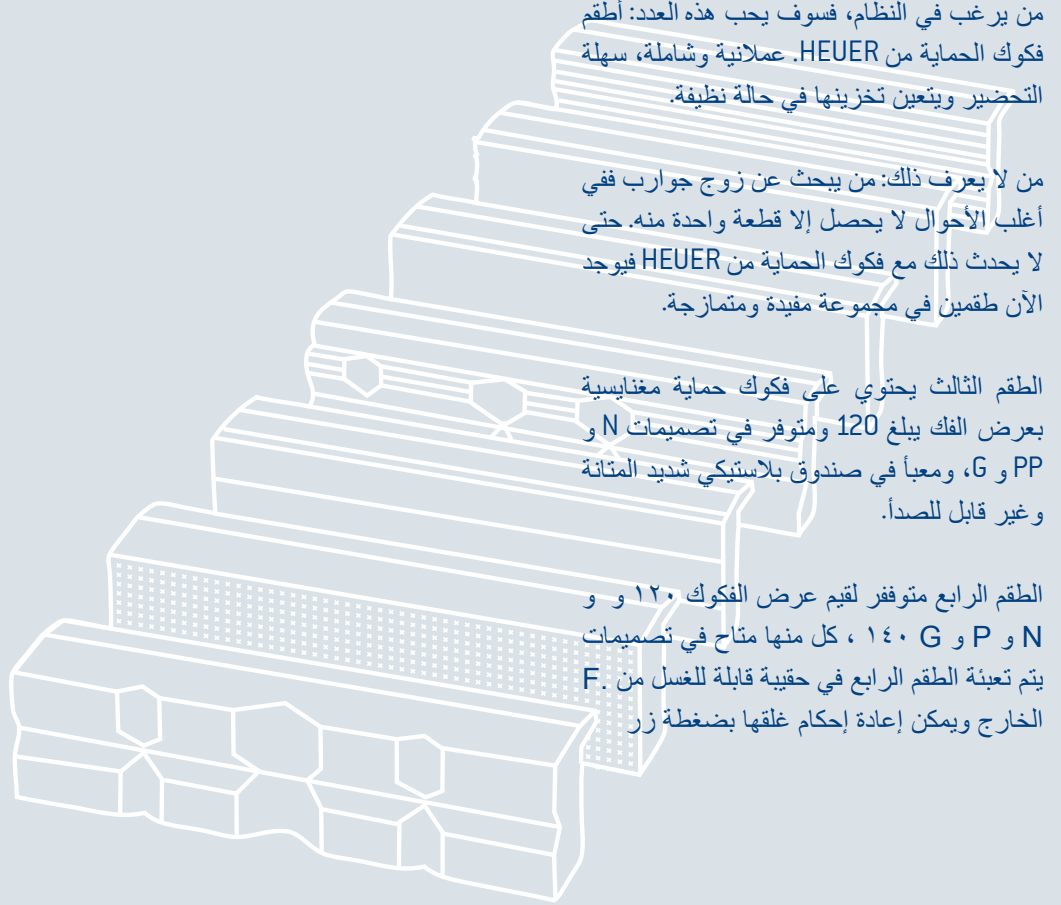 من يرغب في النظام، فسوف يحب هذه العدد: أطقم
فكوك الحماية من HEUER. عملانية وشاملة، سهلة
التحضير ويتعين تخزينها في حالة نظيفة.
من لا يعرف ذلك: من يبحث عن زوج جوارب ففي
أغلب الأحوال لا يحصل إلا قطعة واحدة منه. حتى
لا يحدث ذلك مع فكوك الحماية من HEUER فيوجد
الآن طقمين في مجموعة مفيدة ومتمازجة.
الطقم الثالث يحتوي على فكوك حماية مغنايسية
بعرض الفك يبلغ 120 ومتوفر في تصميمات N و
PP و G، ومعبأ في صندوق بلاستيكي شديد المتانة
وغير قابل للصدأ.
الطقم الرابع متوففر لقيم عرض الفكوك ١٢٠ و و
N و P و G ١٤٠ ، كل منها متاح في تصميمات
يتم تعبئة الطقم الرابع في حقيبة قابلة للغسل من .F
الخارج ويمكن إعادة إحكام غلقها بضغطة زر